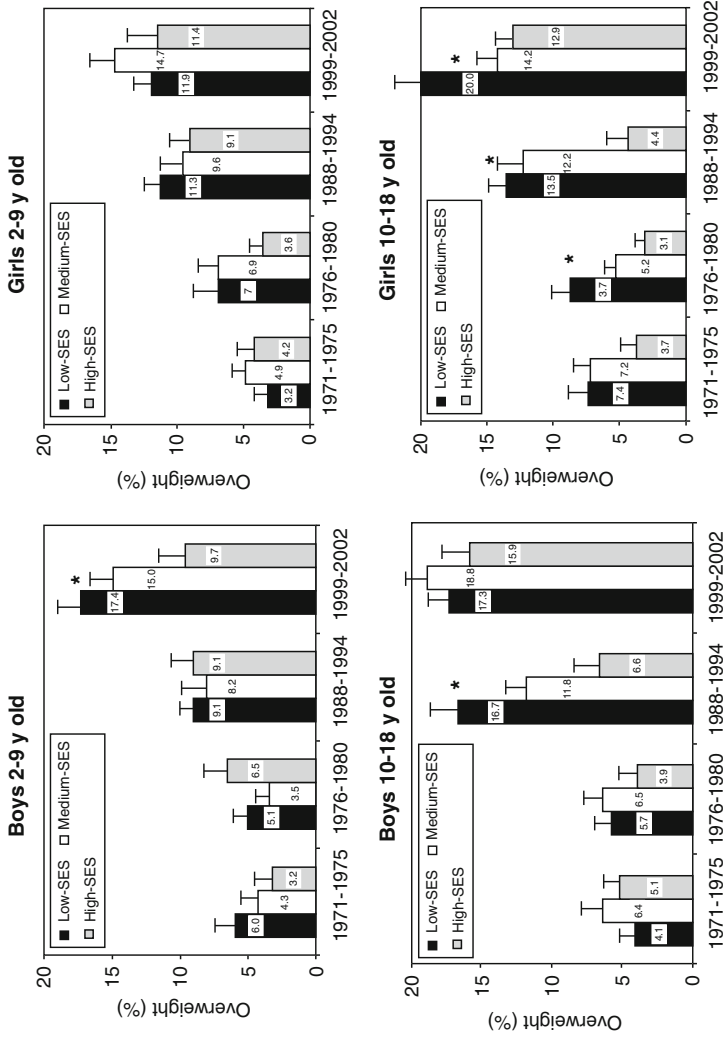 Boys 2-9 y old
20
15
10
5
0
Overweight (%)
Low-SES Medium-SES
High-SES
6.0 4.3 3.2
5.1 3.5 6.5
9.1 8.2 9.1
17.4 15.0 9.7
*
1971-1975 1976-1980 1988-1994 1999-2002
Girls 2-9 y old
20
15
10
5
0
Overweight (%)
Low-SES Medium-SES
High-SES
3.2 4.9 4.2
7 6.9 3.6
11.3 9.6 9.1
11.9 14.7 11.4
1971-1975 1976-1980 1988-1994 1999-2002
Boys 10-18 y old
20
15
10
5
0
Overweight (%)
Low-SES Medium-SES
High-SES
4.1 6.4 5.1
5.7 6.5 3.9
16.7 11.8 6.6
*
17.3 18.8 15.9
1971-1975 1976-1980 1988-1994 1999-2002
Girls 10-18 y old
20
15
10
5
0
Overweight (%)
Low-SES Medium-SES
High-SES
7.4 7.2 3.7
3.7 5.2 3.1
*
13.5 12.2 4.4
*
20.0 14.2 12.9
*
1971-1975 1976-1980 1988-1994 1999-2002